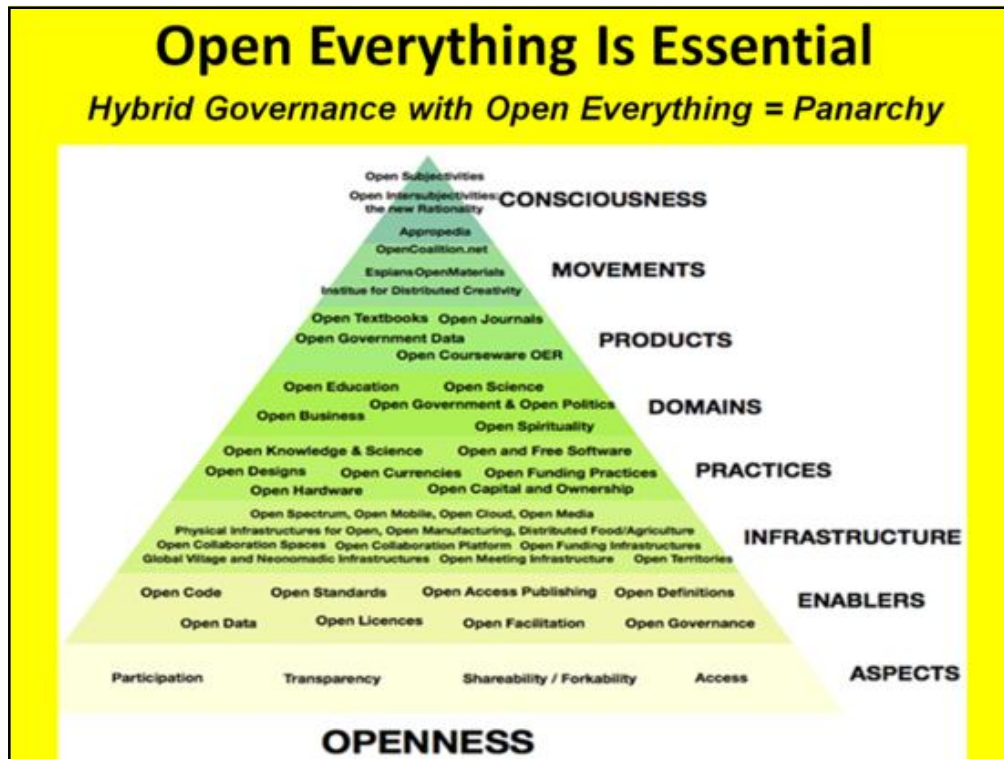 Open Everything Is Essential
Hybrid Governance with Open Everything = Panarchy
Open Subjectivities
Open Intersubjectivities:
the new Rationality
CONSCIOUSNESS
Appropedia
OpenCoalition.net
EspiansOpenMaterials
Institue for Distributed Creativity
MOVEMENTS
Open Textbooks Open Journals
Open Government Data
Open Courseware OER
PRODUCTS
Open Education Open Science
Open Government & Open Politics
Open Business
Open Spirituality
DOMAINS
Open Knowledge & Science Open and Free Software
Open Designs Open Currencies Open Funding Practices
Open Hardware Open Capital and Ownership
PRACTICES
Open Spectrum, Open Mobile, Open Cloud, Open Media
Physical Infrastructures for Open, Open Manufacturing, Distributed Food/Agriculture
Open Collaboration Spaces Open Collaboration Platform Open Funding Infrastructures
Global Village and Neonomadic Infrastructures Open Meeting Infrastructure Open Territories
INFRASTRUCTURE
Open Code Open Standards Open Access Publishing Open Definitions
Open Data Open Licences Open Facilitation Open Governance
ENABLERS
Participation Transparency Shareability / Forkability Access
ASPECTS
OPENNESS